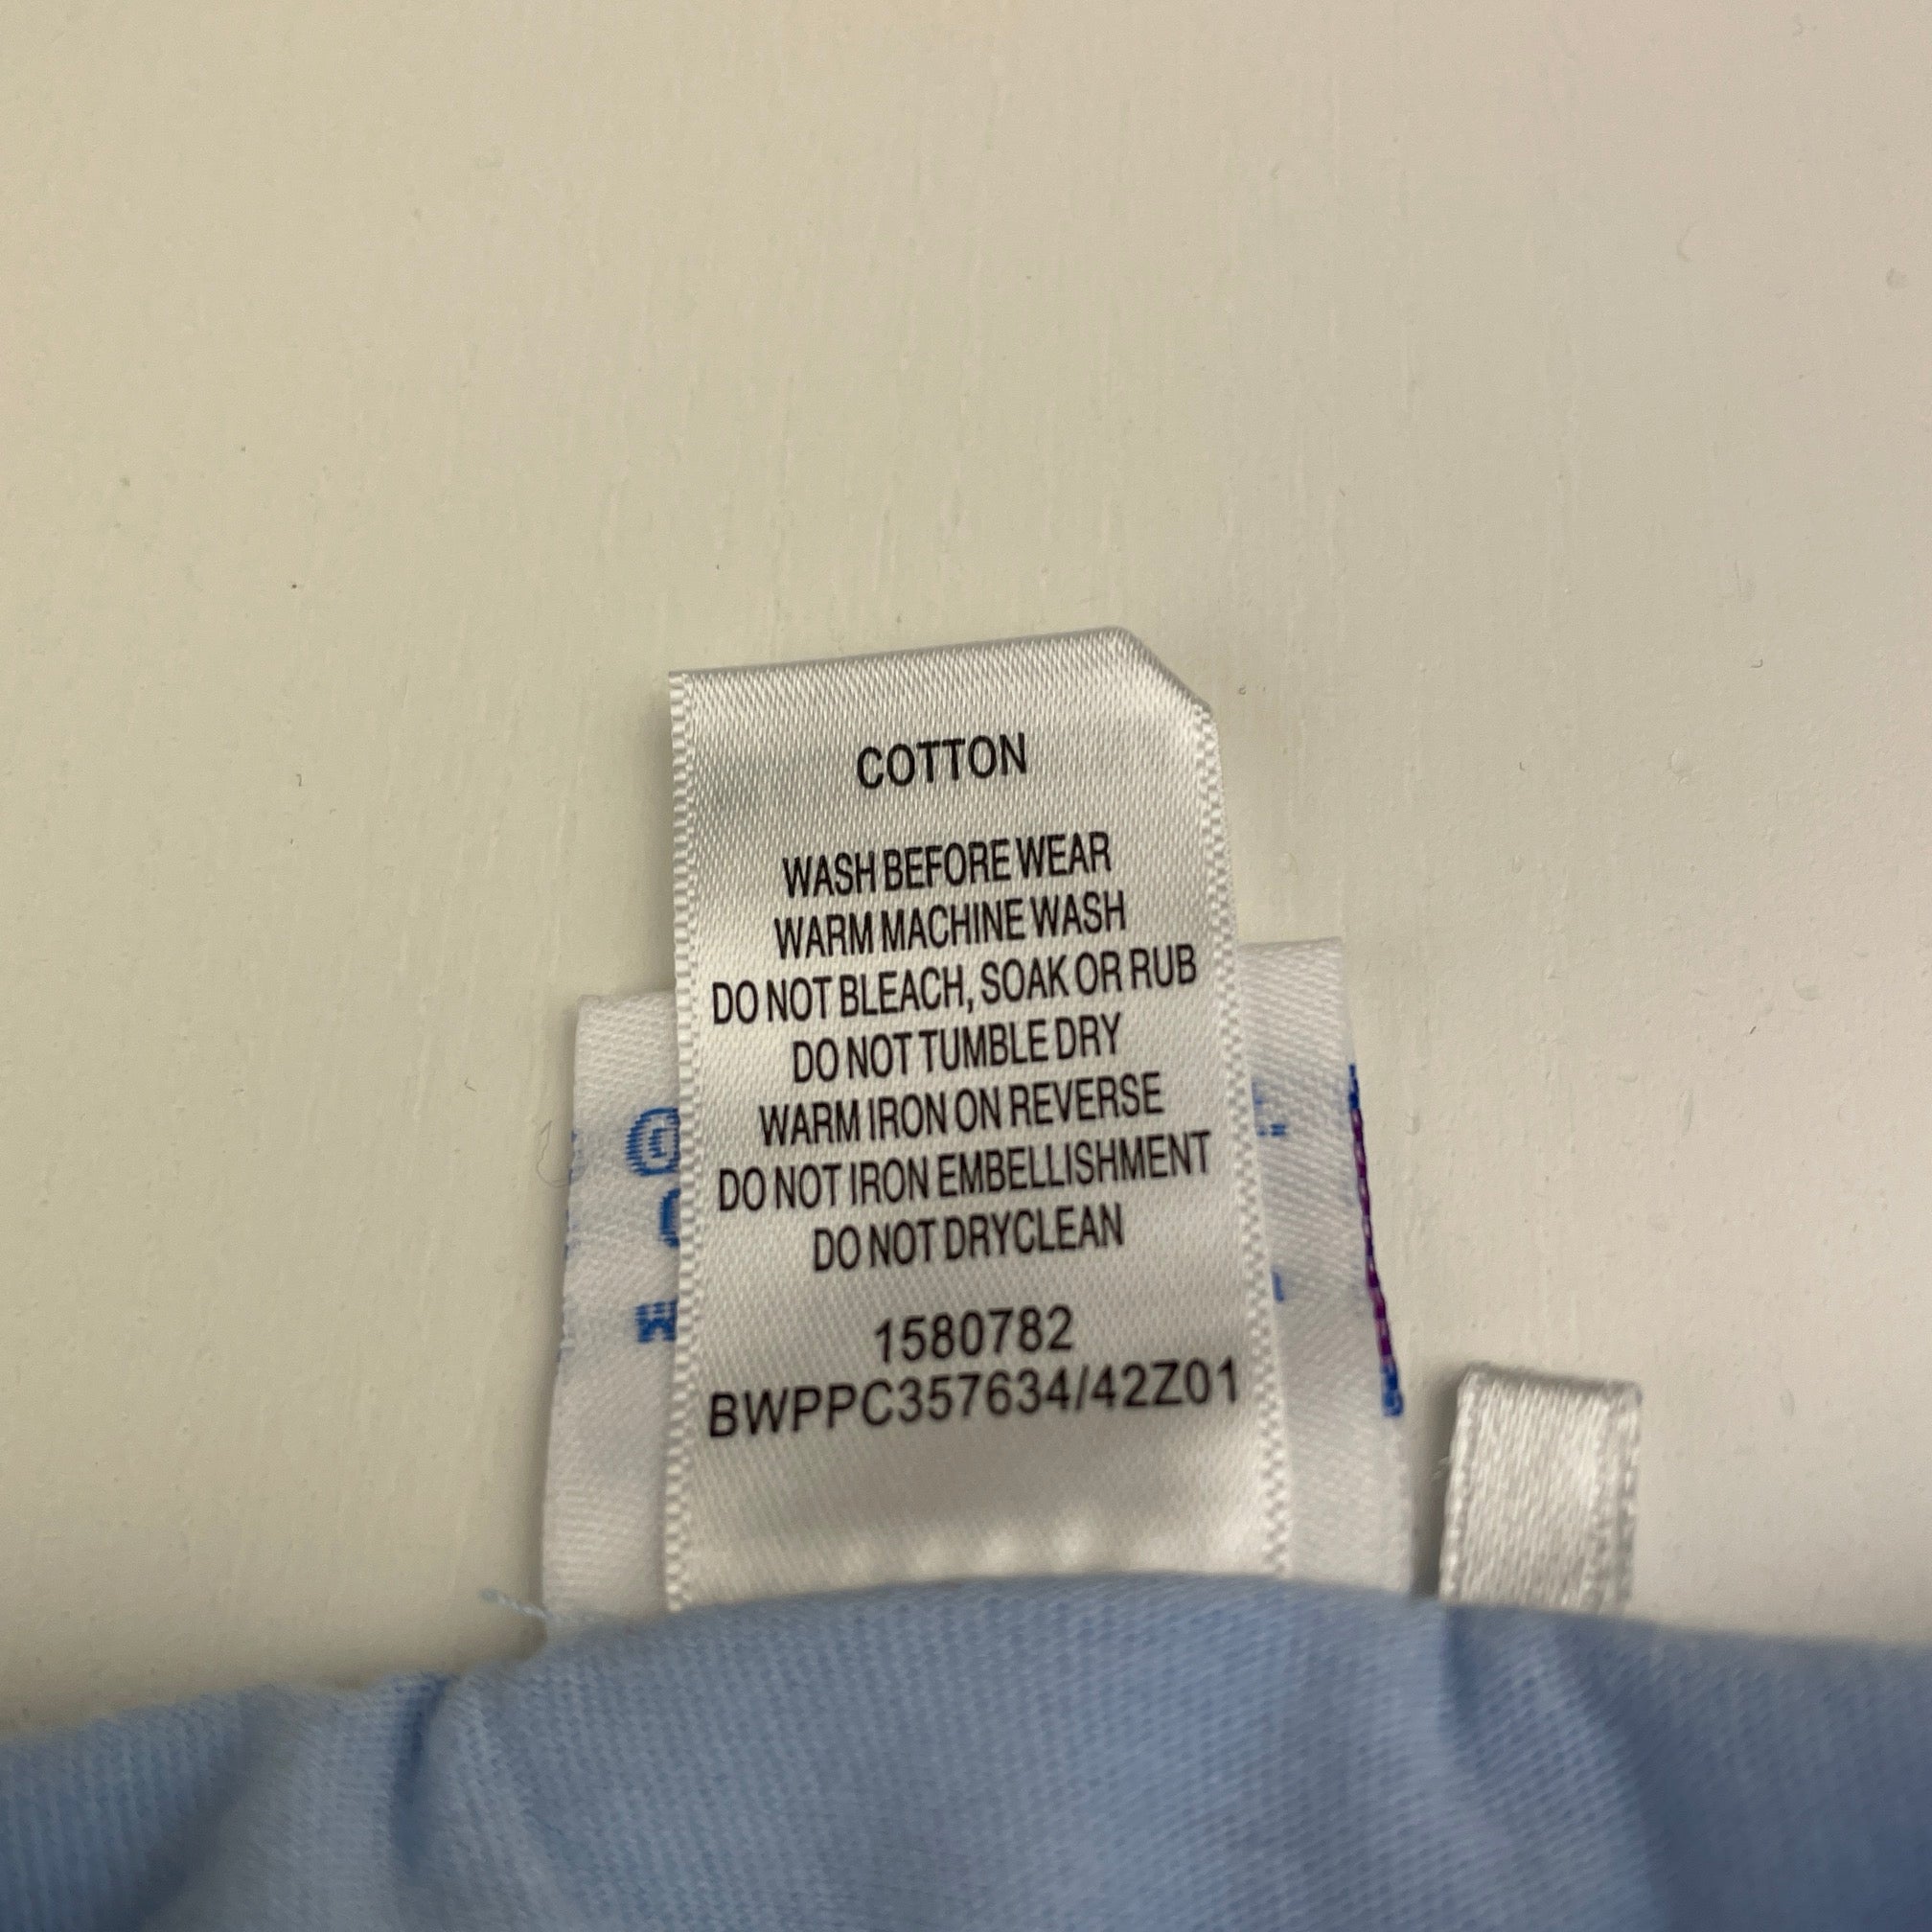 COTTON
WASH BEFORE WEAR
WARM MACHINE WASH
DO NOT BLEACH, SOAK OR RUB
DO NOT TUMBLE DRY
WARM IRON ON REVERSE
DO NOT IRON EMBELLISHMENT
DO NOT DRYCLEAN
1580782
BWPPC357634/42Z01